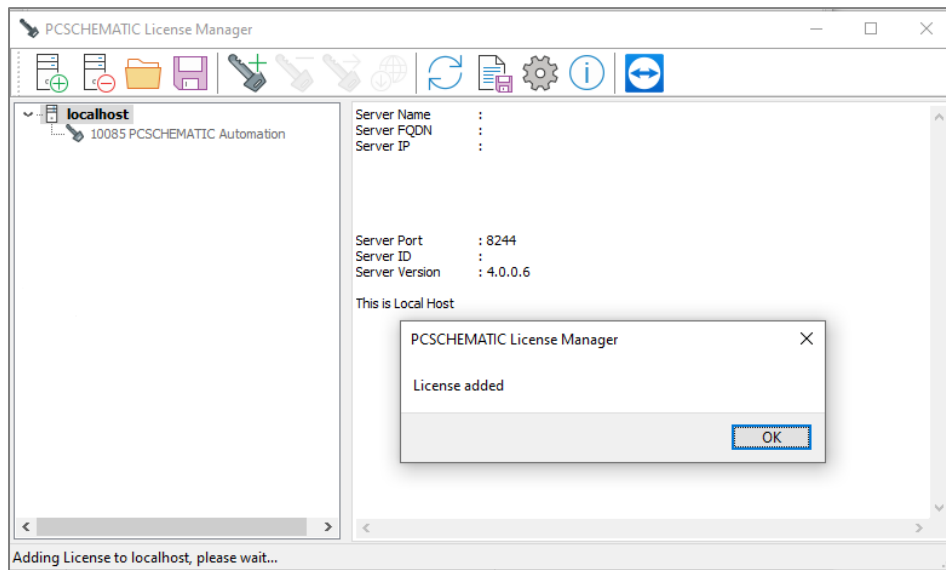 PCSCHEMATIC License Manager
localhost
10085 PCSCHEMATIC Automation
Server Name :
Server FQDN :
Server IP :
Server Port : 8244
Server ID :
Server Version : 4.0.0.6
This is Local Host
PCSCHEMATIC License Manager
License added
OK
Adding License to localhost, please wait...